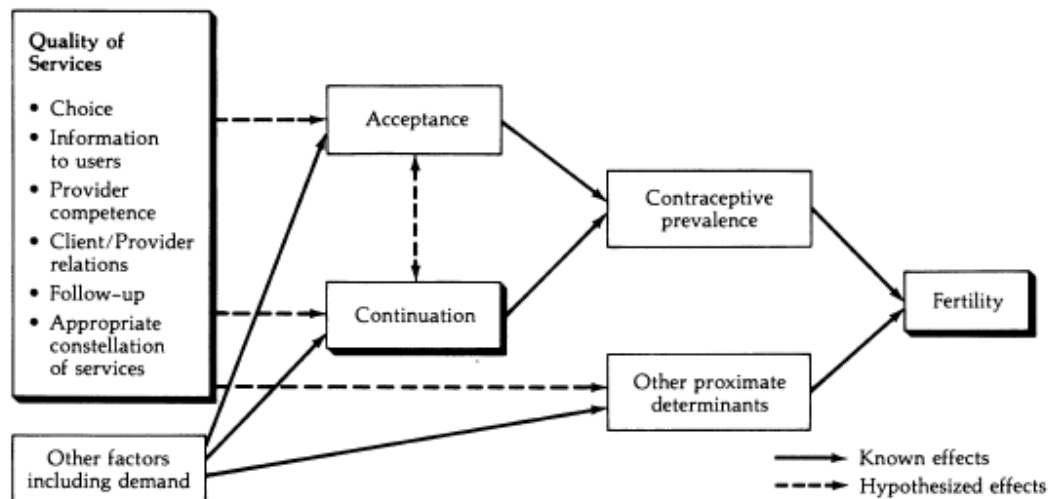 Quality of
Services
• Choice
• Information
to users
• Provider
competence
• Client/Provider
relations
• Follow-up
• Appropriate
constellation
of services
Other factors
including demand
Acceptance
Continuation
Contraceptive
prevalence
Other proximate
determinants
Fertility
Known effects
Hypothesized effects